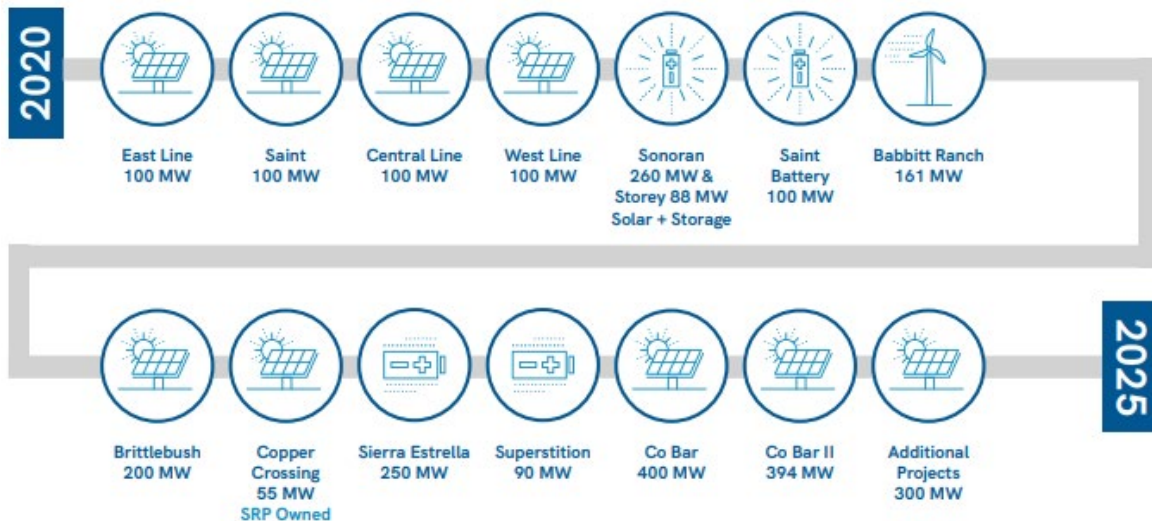 2020
East Line
100 MW
Saint
100 MW
Central Line
100 MW
West Line
100 MW
Sonoran
260 MW &
Storey 88 MW
Solar + Storage
Saint
Battery
100 MW
Babbitt Ranch
161 MW
Brittlebush
200 MW
Copper
Crossing
55 MW
SRP Owned
Sierra Estrella
250 MW
Superstition
90 MW
Co Bar
400 MW
Co Bar II
394 MW
Additional
Projects
300 MW
2025